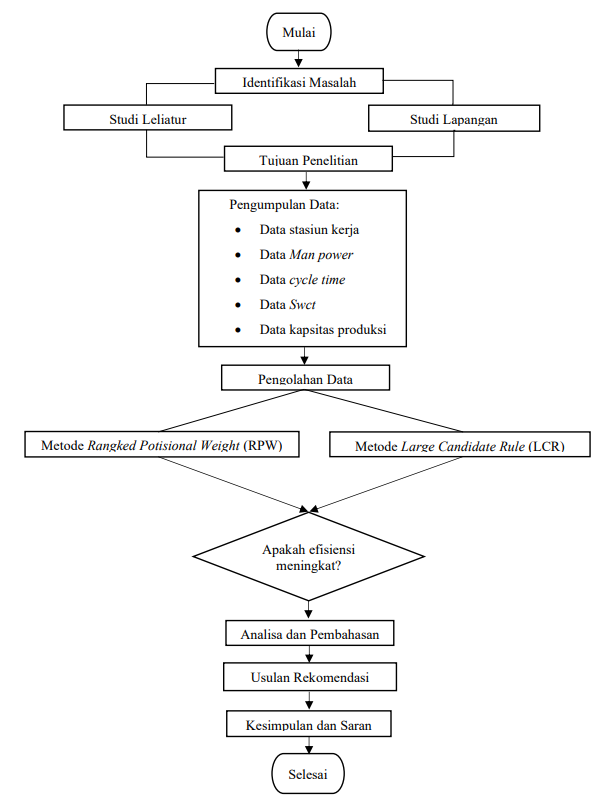 Mulai
Identifikasi Masalah
Studi Leliatur
Studi Lapangan
Tujuan Penelitian
Pengumpulan Data:
• Data stasiun kerja
• Data Man power
• Data cycle time
• Data Swct
• Data kapsitas produksi
Pengolahan Data
Metode Rangked Potisional Weight (RPW)
Metode Large Candidate Rule (LCR)
Apakah efisiensi
meningkat?
Analisa dan Pembahasan
Usulan Rekomendasi
Kesimpulan dan Saran
Selesai